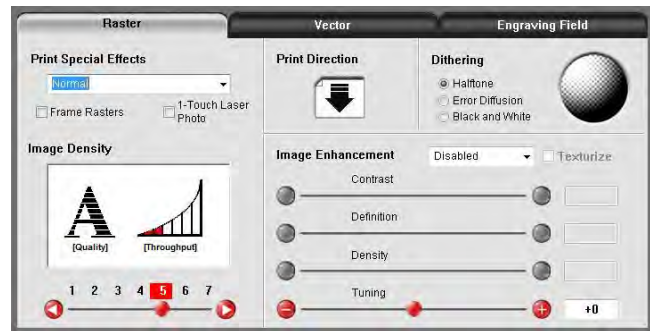 Raster
Vector
Engraving Field
Print Special Effects
Normal
Frame Rasters
1-Touch Laser
Photo
Image Density
A
[Quality]
[Throughput]
1 2 3 4 5 6 7
Print Direction
Dithering
Halftone
Error Diffusion
Black and White
Image Enhancement
Disabled
Texturize
Contrast
Definition
Density
Tuning
+0